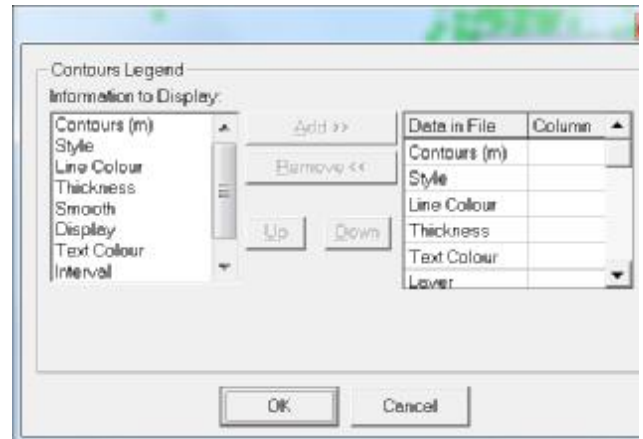 Contours Legend
Information to Display:
Contours (m)
Style
Line Colour
Thickness
Smooth
Display
Text Colour
Interval
Add >>
Remove <<
Up
Down
Data in File
Column
Contours (m)
Style
Line Colour
Thickness
Text Colour
Layer
OK
Cancel